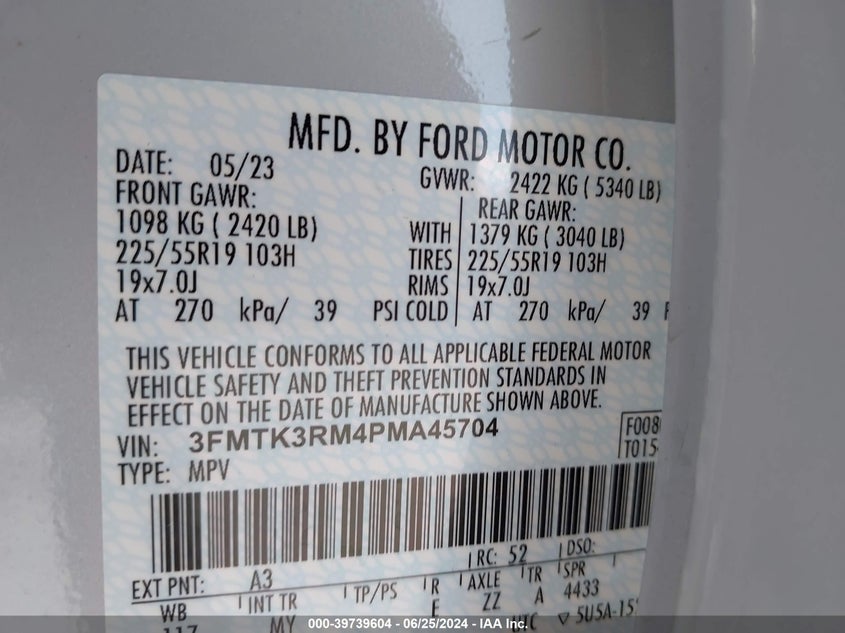 MFD. BY FORD MOTOR CO.
DATE: 05/23 GVWR: 2422 KG ( 5340 LB)
FRONT GAWR: REAR GAWR:
1098 KG ( 2420 LB) WITH 1379 KG ( 3040 LB)
225/55R19 103H TIRES 225/55R19 103H
19x7.0J RIMS 19x7.0J
AT 270 kPa/ 39 PSI COLD AT 270 kPa/ 39
THIS VEHICLE CONFORMS TO ALL APPLICABLE FEDERAL MOTOR
VEHICLE SAFETY AND THEFT PREVENTION STANDARDS IN
EFFECT ON THE DATE OF MANUFACTURE SHOWN ABOVE.
VIN: 3FMTK3RM4PMA45704 F008
TYPE: MPV T015
RC: 52 DSO:
EXT PNT: A3
WB INT TR TP/PS R AXLE TR SPR
MY E ZZ A 4433
UTC 5U5A-15
000-39739604 - 06/25/2024 - IAA Inc.